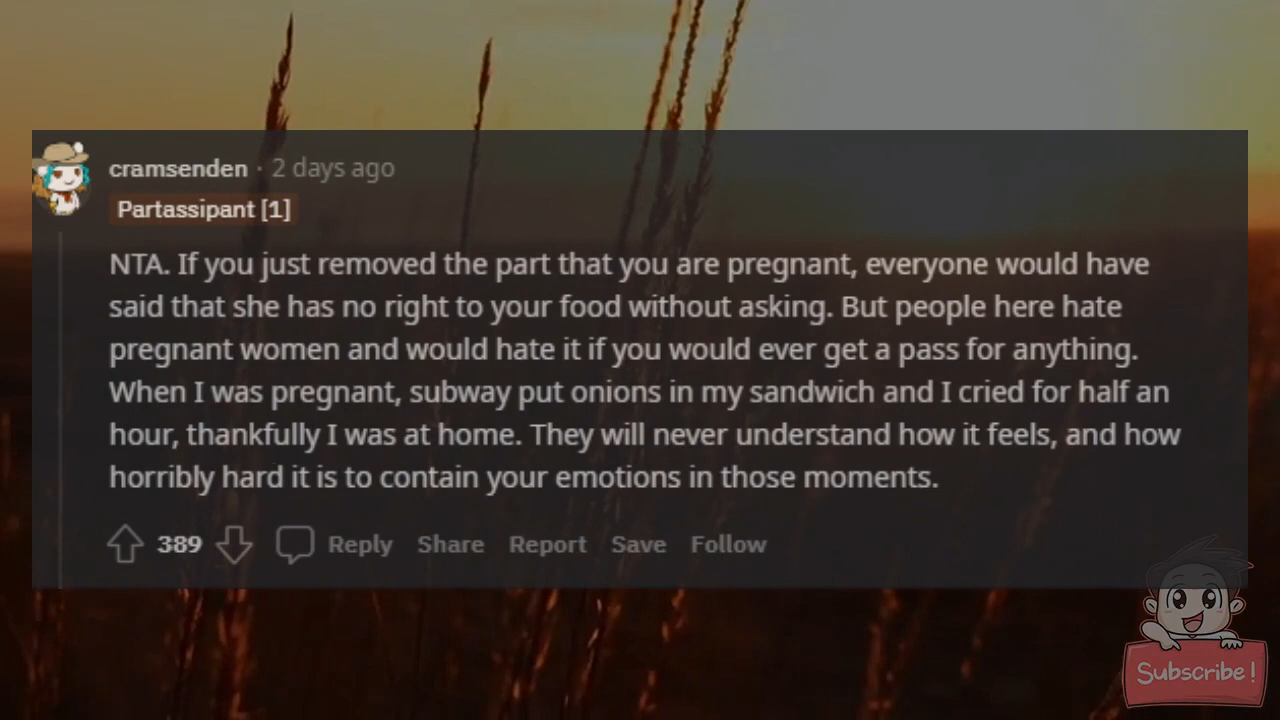 cramsenden · 2 days ago
Partassipant [1]
NTA. If you just removed the part that you are pregnant, everyone would have
said that she has no right to your food without asking. But people here hate
pregnant women and would hate it if you would ever get a pass for anything.
When I was pregnant, subway put onions in my sandwich and I cried for half an
hour, thankfully I was at home. They will never understand how it feels, and how
horribly hard it is to contain your emotions in those moments.
389 Reply Share Report Save Follow
Subscribe!